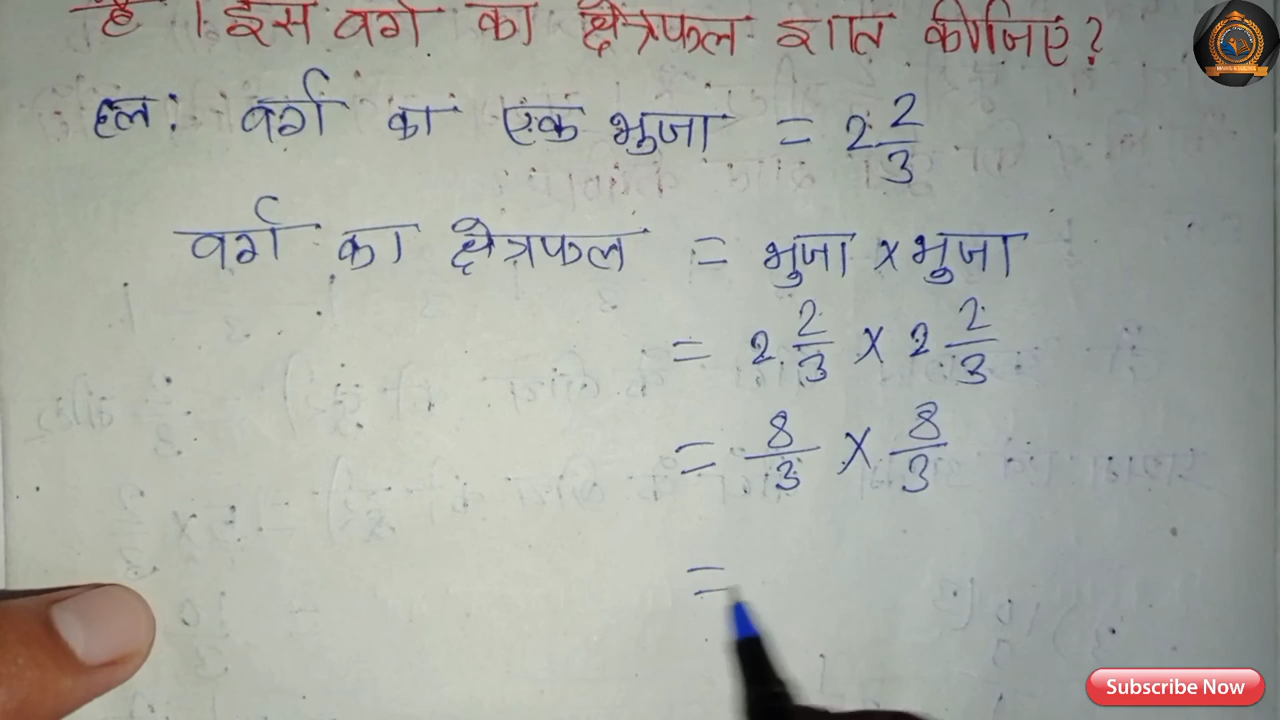 है । इस वर्ग का क्षेत्रफल ज्ञात कीजिए?
हल: वर्ग का एक भुजा = 2 2/3
वर्ग का क्षेत्रफल = भुजा × भुजा
= 2 2/3 × 2 2/3
= 8/3 × 8/3
=
Subscribe Now